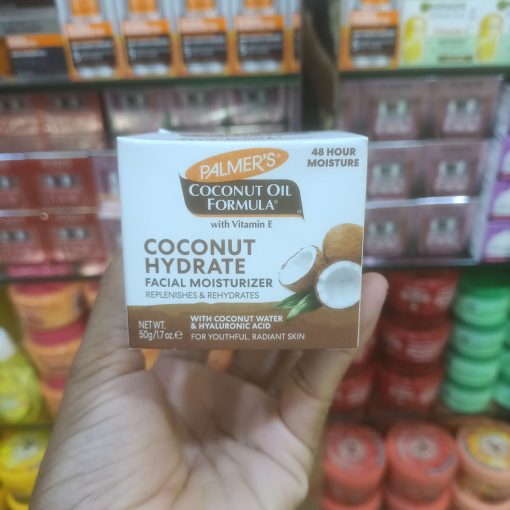 PALMER'S®
COCONUT OIL
FORMULA®
with Vitamin E
48 HOUR
MOISTURE
COCONUT
HYDRATE
FACIAL MOISTURIZER
REPLENISHES & REHYDRATES
WITH COCONUT WATER
& HYALURONIC ACID
FOR YOUTHFUL, RADIANT SKIN
NET WT.
50g/1.7 oz. e
GARNIER